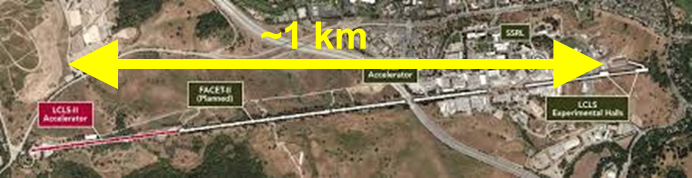 ~1 km
SSRL
Accelerator
FACET-II
(Planned)
LCLS-II
Accelerator
LCLS
Experimental Halls